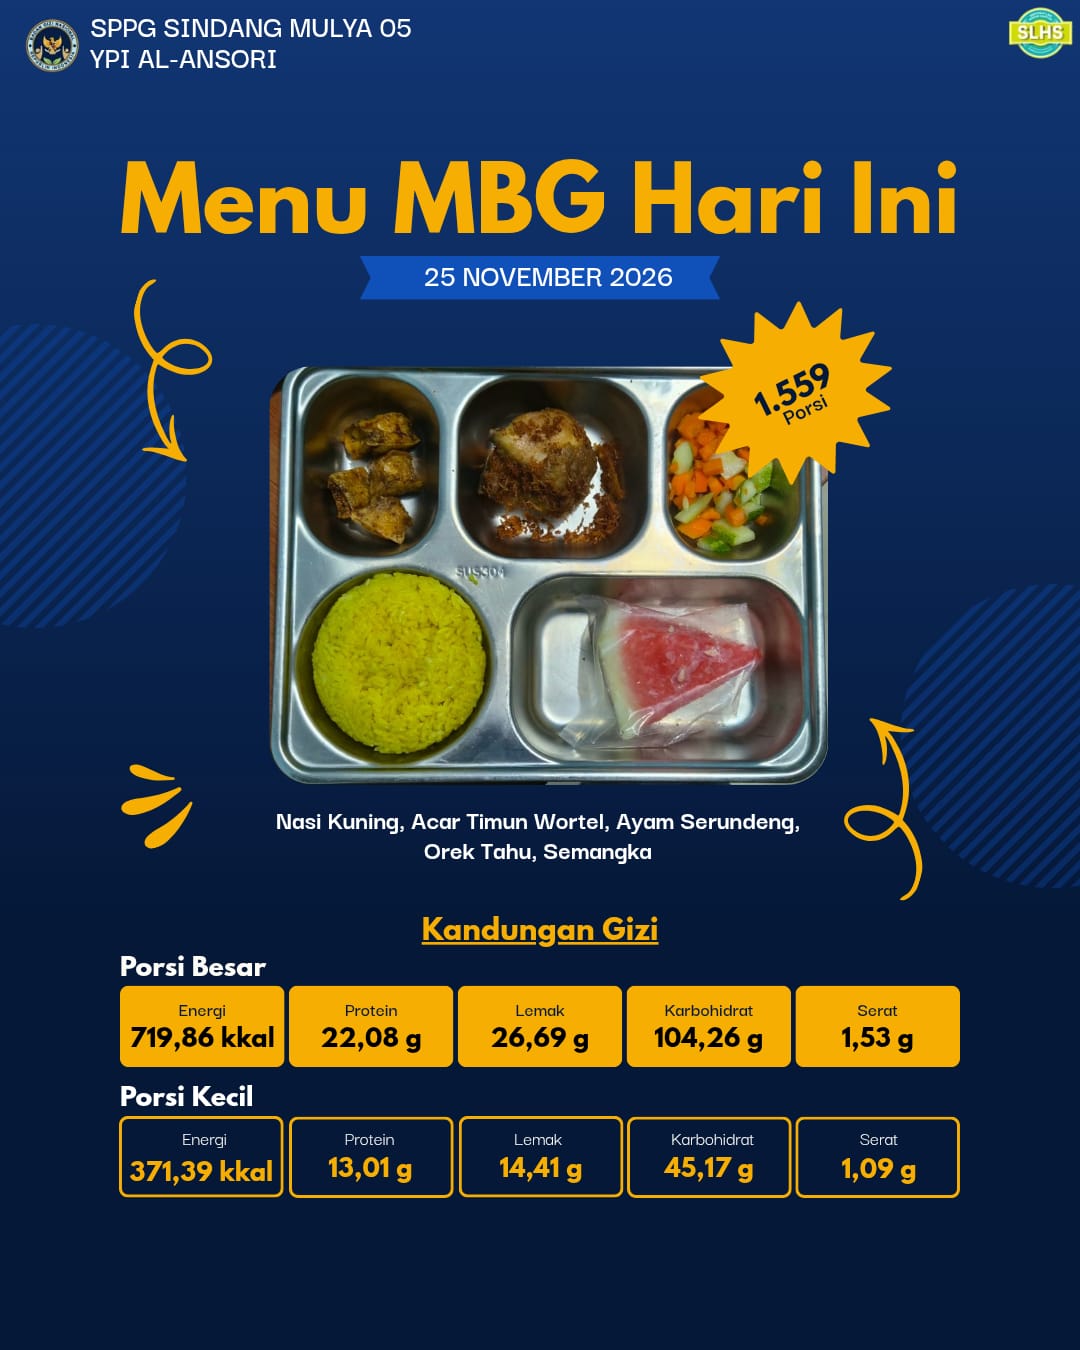 SPPG SINDANG MULYA 05
YPI AL-ANSORI
SLHS
Menu MBG Hari Ini
25 NOVEMBER 2026
1.559
Porsi
SUS304
Nasi Kuning, Acar Timun Wortel, Ayam Serundeng,
Orek Tahu, Semangka
Kandungan Gizi
Porsi Besar
Energi
719,86 kkal
Protein
22,08 g
Lemak
26,69 g
Karbohidrat
104,26 g
Serat
1,53 g
Porsi Kecil
Energi
371,39 kkal
Protein
13,01 g
Lemak
14,41 g
Karbohidrat
45,17 g
Serat
1,09 g